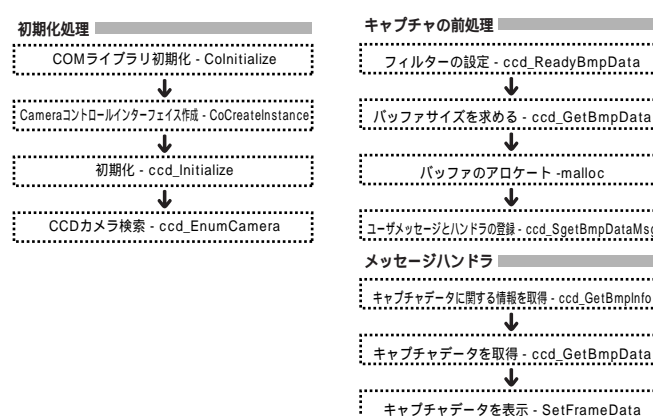 初期化処理
COMライブラリ初期化 - CoInitialize
Cameraコントロールインターフェイス作成 - CoCreateInstance
初期化 - ccd_Initialize
CCDカメラ検索 - ccd_EnumCamera
キャプチャの前処理
フィルターの設定 - ccd_ReadyBmpData
バッファサイズを求める - ccd_GetBmpData
バッファのアロケート -malloc
ユーザメッセージとハンドラの登録 - ccd_SgetBmpDataMsg
メッセージハンドラ
キャプチャデータに関する情報を取得 - ccd_GetBmpInfo
キャプチャデータを取得 - ccd_GetBmpData
キャプチャデータを表示 - SetFrameData